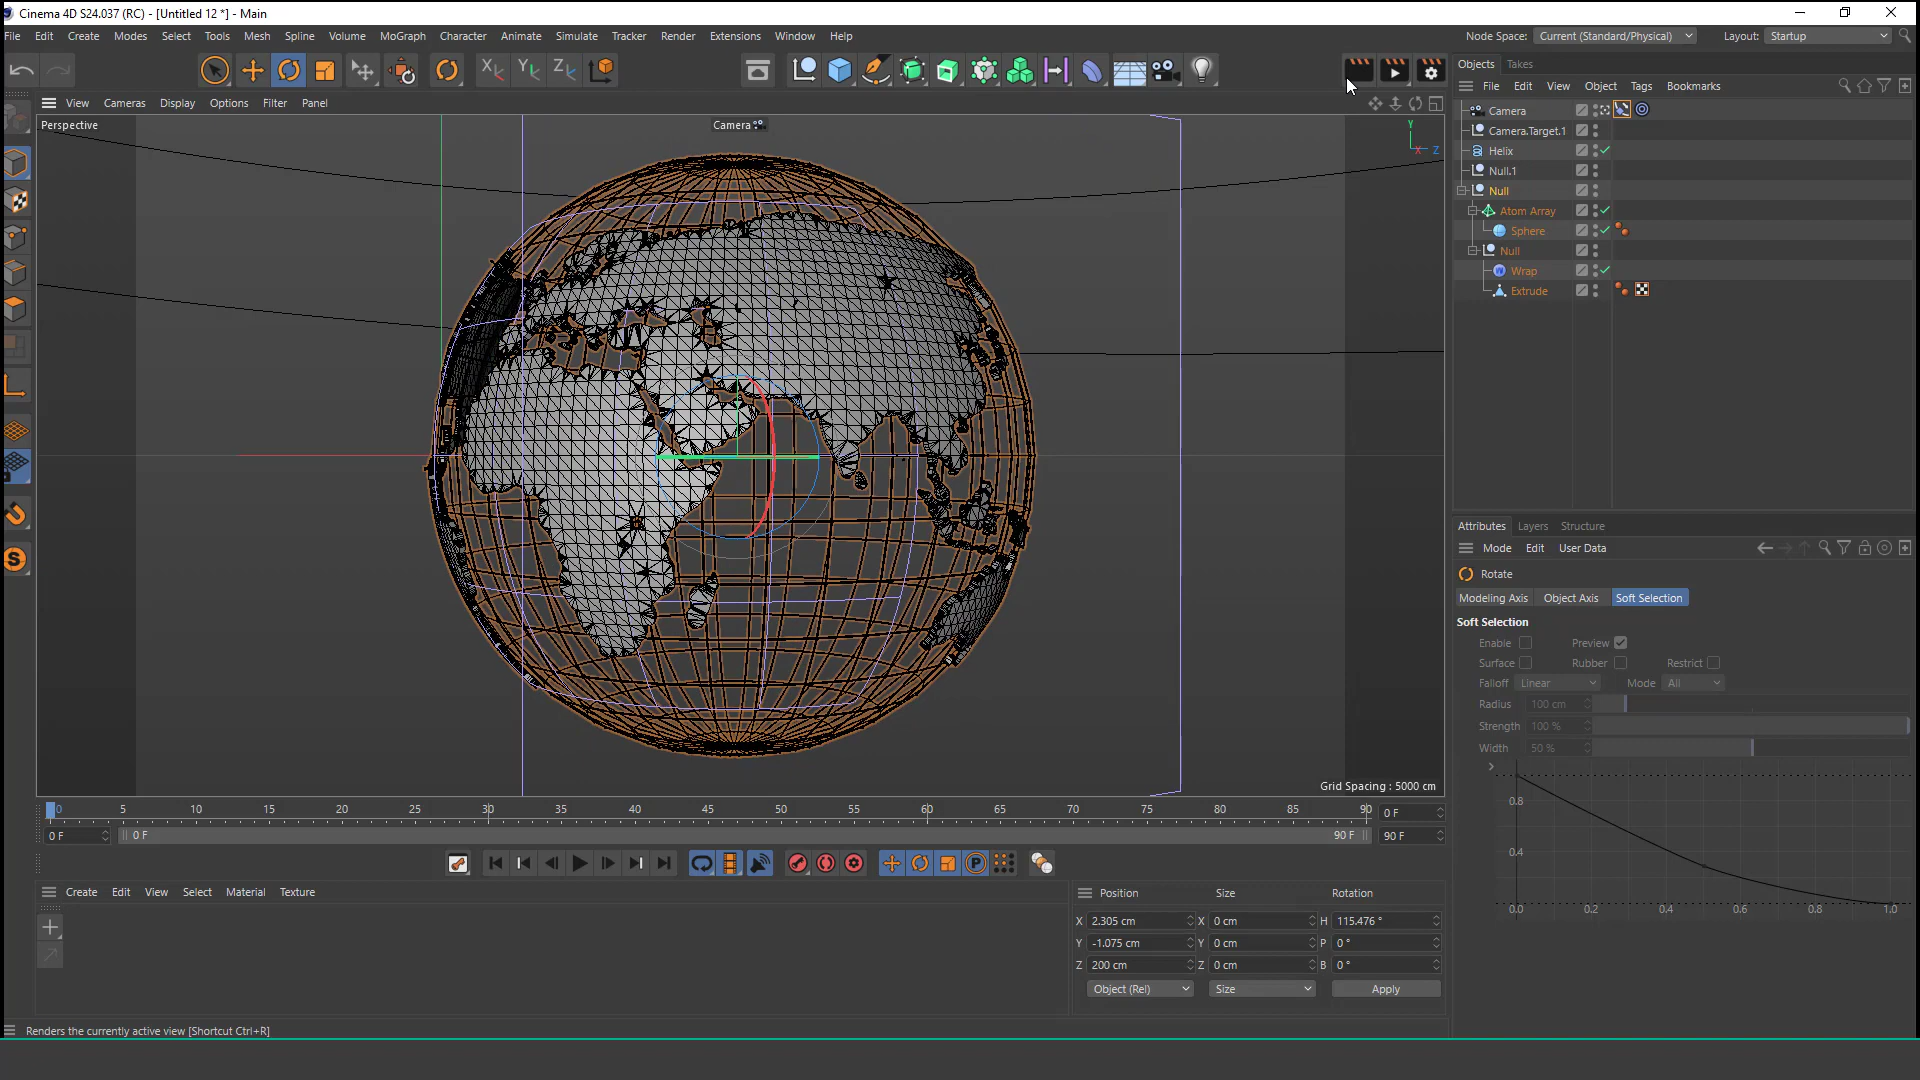 Cinema 4D S24.037 (RC) - [Untitled 12 *] - Main
File Edit Create Modes Select Tools Mesh Spline Volume MoGraph Character Animate Simulate Tracker Render Extensions Window Help
Node Space: Current (Standard/Physical) Layout: Startup
Objects Takes
File Edit View Object Tags Bookmarks
View Cameras Display Options Filter Panel
Perspective
Camera
Y
X Z
Camera
Camera.Target.1
Helix
Null.1
Null
Atom Array
Sphere
Null
Wrap
Extrude
Grid Spacing : 5000 cm
Attributes Layers Structure
Mode Edit User Data
Rotate
Modeling Axis Object Axis Soft Selection
Soft Selection
Enable Preview
Surface Rubber Restrict
Falloff Linear Mode All
Radius 100 cm
Strength 100 %
Width 50 %
0.8
0.4
0.0 0.2 0.4 0.6 0.8 1.0
0 5 10 15 20 25 30 35 40 45 50 55 60 65 70 75 80 85 90 0 F
0 F 0 F 90 F 90 F
Create Edit View Select Material Texture
Position Size Rotation
X 2.305 cm X 0 cm H 115.476 °
Y -1.075 cm Y 0 cm P 0 °
Z 200 cm Z 0 cm B 0 °
Object (Rel) Size Apply
Renders the currently active view [Shortcut Ctrl+R]